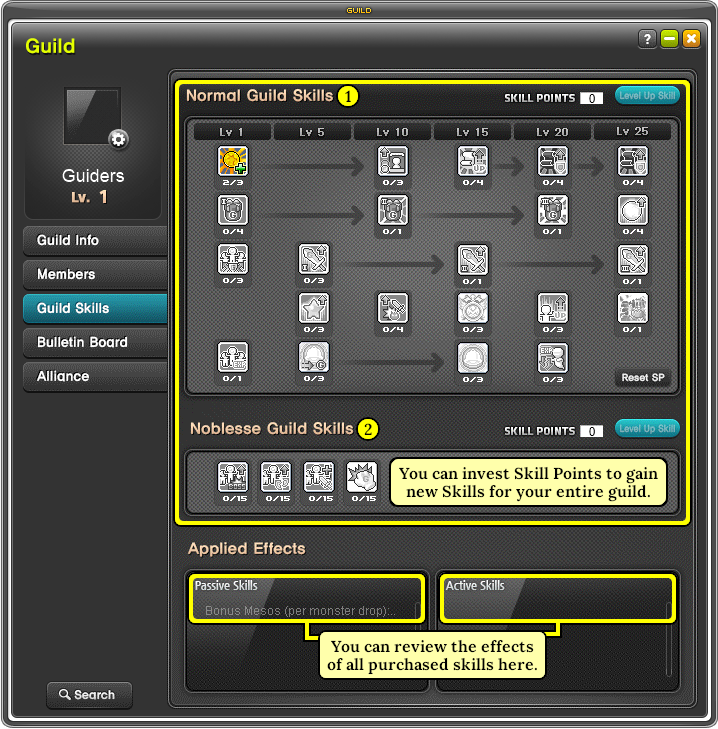 GUILD
Guild
?
Guiders
Lv. 1
Guild Info
Members
Guild Skills
Bulletin Board
Alliance
Search
Normal Guild Skills 1
SKILL POINTS 0
Level Up Skill
Lv 1 Lv 5 Lv 10 Lv 15 Lv 20 Lv 25
2/3 0/3 0/4 0/4 0/4
0/4 0/1 0/1 0/4
0/3 0/3 0/1 0/1
0/3 0/4 0/3 0/3 0/1
0/1 0/3 0/3 0/3
Reset SP
Noblesse Guild Skills 2
SKILL POINTS 0
Level Up Skill
0/15 0/15 0/15 0/15
You can invest Skill Points to gain
new Skills for your entire guild.
Applied Effects
Passive Skills
Bonus Mesos (per monster drop):..
Active Skills
You can review the effects
of all purchased skills here.